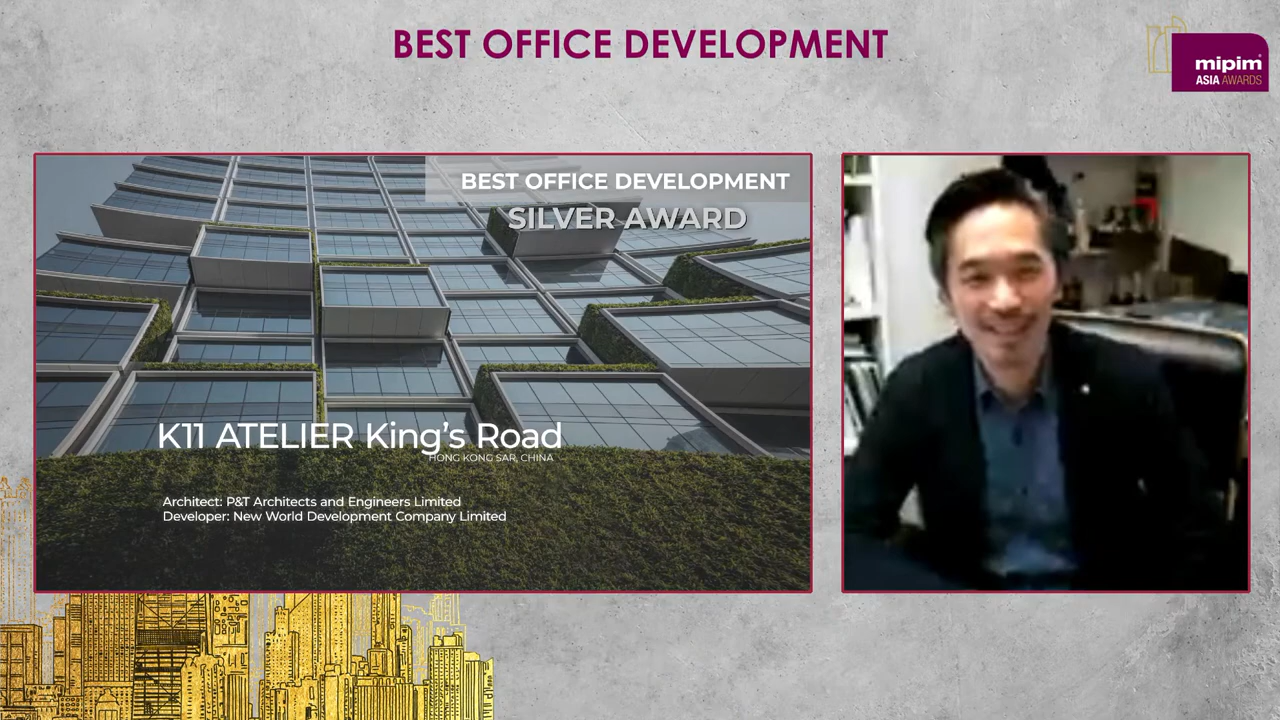 BEST OFFICE DEVELOPMENT
mipim
ASIA AWARDS
BEST OFFICE DEVELOPMENT
SILVER AWARD
K11 ATELIER King's Road
HONG KONG SAR, CHINA
Architect: P&T Architects and Engineers Limited
Developer: New World Development Company Limited